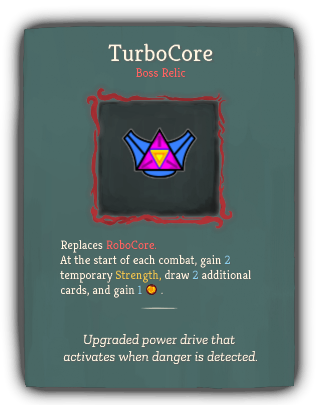 TurboCore
Boss Relic
Replaces RoboCore.
At the start of each combat, gain 2
temporary Strength, draw 2 additional
cards, and gain 1 .
Upgraded power drive that
activates when danger is detected.